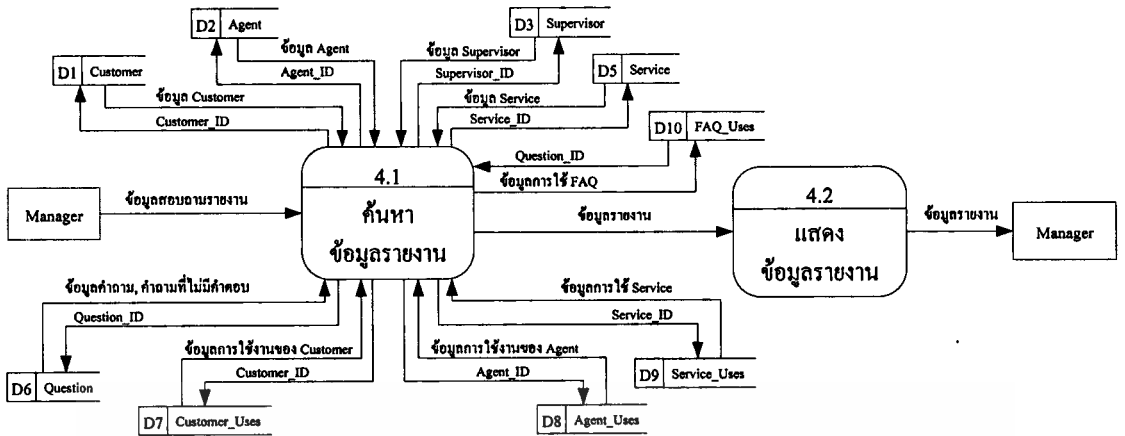 D2 Agent
D3 Supervisor
ข้อมูล Agent
ข้อมูล Supervisor
D1 Customer
Agent_ID
Supervisor_ID
D5 Service
ข้อมูล Customer
ข้อมูล Service
Customer_ID
Service_ID
D10 FAQ_Uses
Question_ID
4.1
ข้อมูลการใช้ FAQ
4.2
Manager
ข้อมูลสอบถามรายงาน
ค้นหา
ข้อมูลรายงาน
ข้อมูลรายงาน
แสดง
ข้อมูลรายงาน
ข้อมูลรายงาน
Manager
ข้อมูลคำถาม, คำถามที่ไม่มีคำตอบ
ข้อมูลการใช้ Service
Question_ID
Service_ID
ข้อมูลการใช้งานของ Customer
ข้อมูลการใช้งานของ Agent
Customer_ID
Agent_ID
D6 Question
D9 Service_Uses
D7 Customer_Uses
D8 Agent_Uses